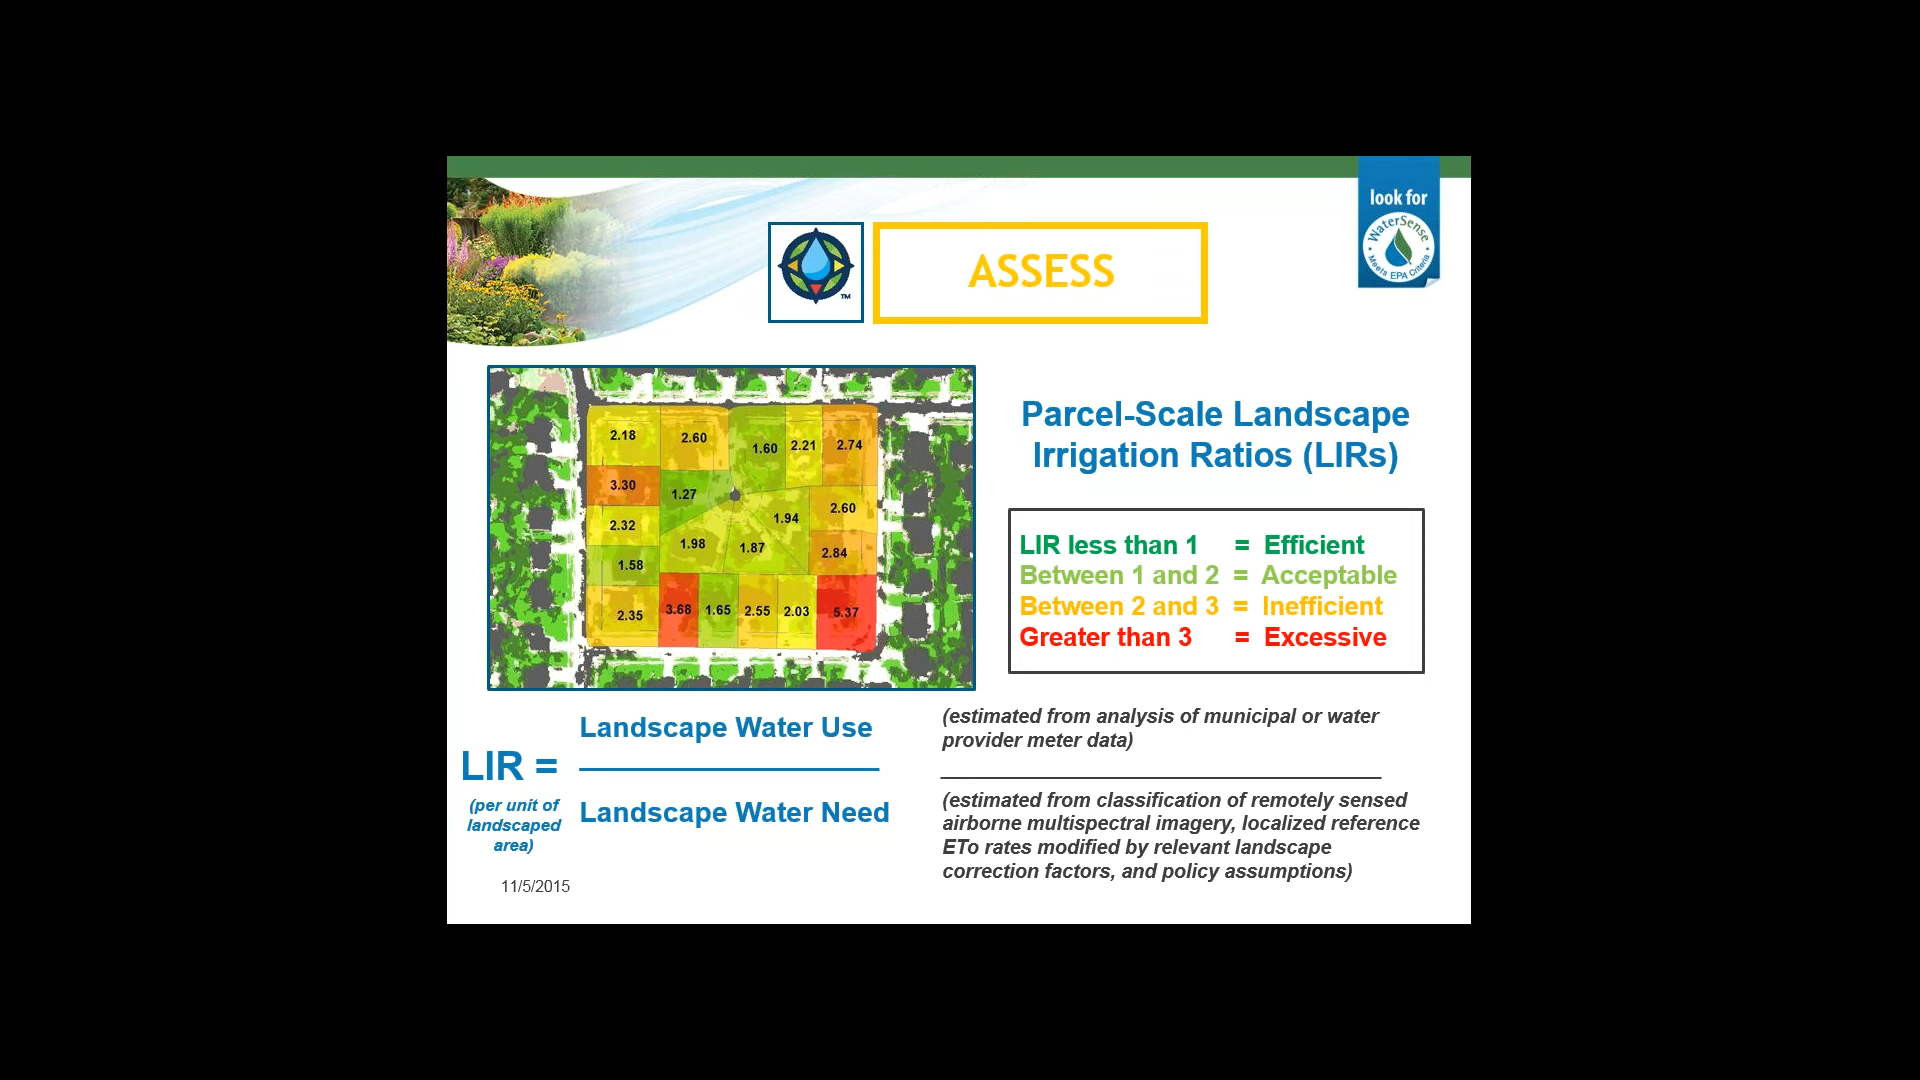 look for
WaterSense
Meets EPA Criteria
ASSESS
TM
2.18
2.60
1.60
2.21
2.74
3.30
1.27
2.32
1.94
2.60
1.98
1.87
2.84
1.58
2.35
3.68
1.65
2.55
2.03
5.37
Parcel-Scale Landscape
Irrigation Ratios (LIRs)
LIR less than 1 = Efficient
Between 1 and 2 = Acceptable
Between 2 and 3 = Inefficient
Greater than 3 = Excessive
LIR =
(per unit of
landscaped
area)
Landscape Water Use
Landscape Water Need
(estimated from analysis of municipal or water
provider meter data)
(estimated from classification of remotely sensed
airborne multispectral imagery, localized reference
ETo rates modified by relevant landscape
correction factors, and policy assumptions)
11/5/2015